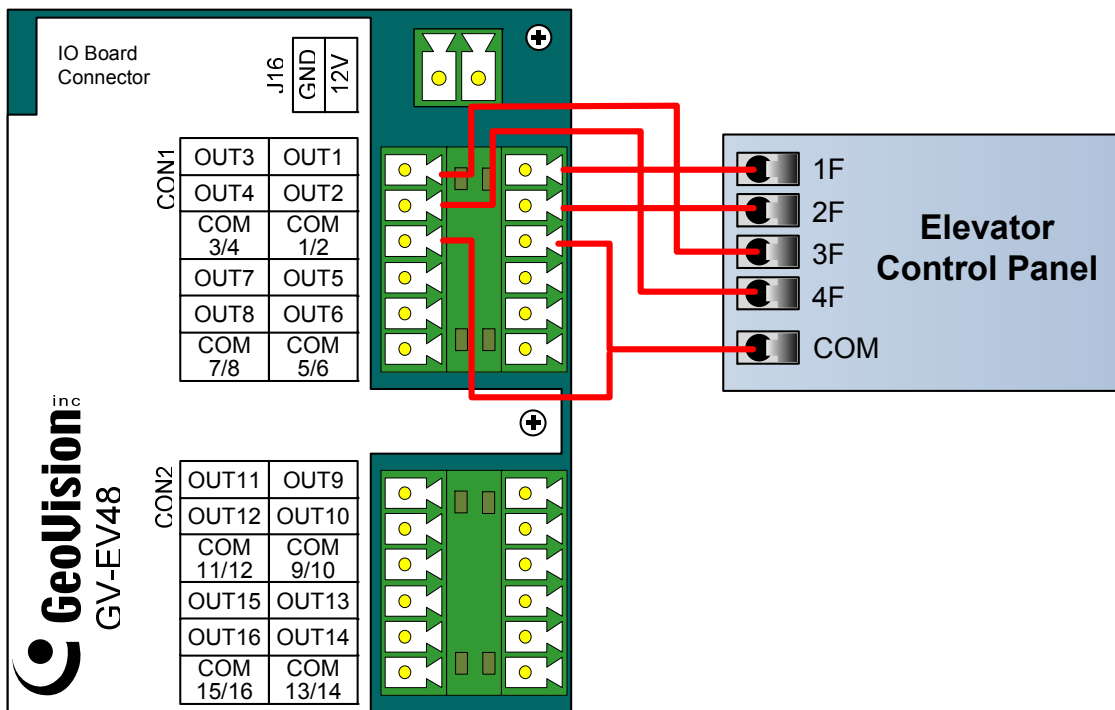 IO Board
Connector
J16
GND
12V
CON1
OUT3 OUT1
OUT4 OUT2
COM 3/4 COM 1/2
OUT7 OUT5
OUT8 OUT6
COM 7/8 COM 5/6
1F
2F
3F
4F
COM
Elevator
Control Panel
GeoVision inc
GV-EV48
CON2
OUT11 OUT9
OUT12 OUT10
COM 11/12 COM 9/10
OUT15 OUT13
OUT16 OUT14
COM 15/16 COM 13/14